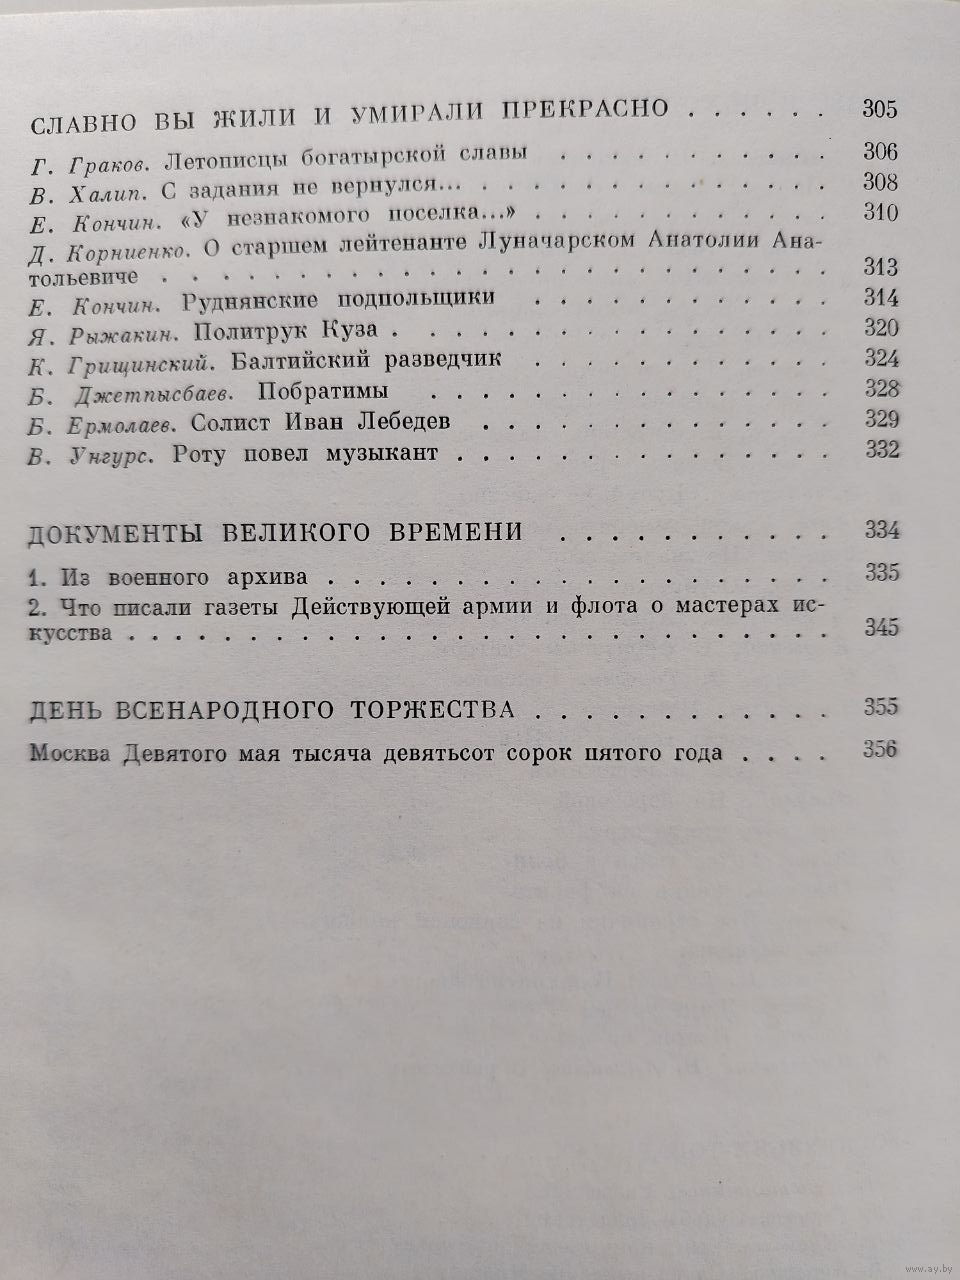 СЛАВНО ВЫ ЖИЛИ И УМИРАЛИ ПРЕКРАСНО . . . . . . 305
Г. Граков. Летописцы богатырской славы . . . . . . . . . . . 306
В. Халип. С задания не вернулся... . . . . . . . . . . . . . . 308
Е. Кончин. «У незнакомого поселка...» . . . . . . . . . . . . 310
Д. Корниенко. О старшем лейтенанте Луначарском Анатолии Ана-
тольевиче . . . . . . . . . . . . . . . . . . . . . . . . . . 313
Е. Кончин. Руднянские подпольщики . . . . . . . . . . . . 314
Я. Рыжакин. Политрук Куза . . . . . . . . . . . . . . . . . 320
К. Грищинский. Балтийский разведчик . . . . . . . . . . . . 324
Б. Джетписбаев. Побратимы . . . . . . . . . . . . . . . . 328
Б. Ермолаев. Солист Иван Лебедев . . . . . . . . . . . . . . 329
В. Унгурс. Роту повел музыкант . . . . . . . . . . . . . . . 332
ДОКУМЕНТЫ ВЕЛИКОГО ВРЕМЕНИ . . . . . . . . . . . 334
1. Из военного архива . . . . . . . . . . . . . . . . . . . . 335
2. Что писали газеты Действующей армии и флота о мастерах ис-
кусства . . . . . . . . . . . . . . . . . . . . . . . . . . . 345
ДЕНЬ ВСЕНАРОДНОГО ТОРЖЕСТВА . . . . . . . . . . . . 355
Москва Девятого мая тысяча девятьсот сорок пятого года . . . . 356
www.ay.by